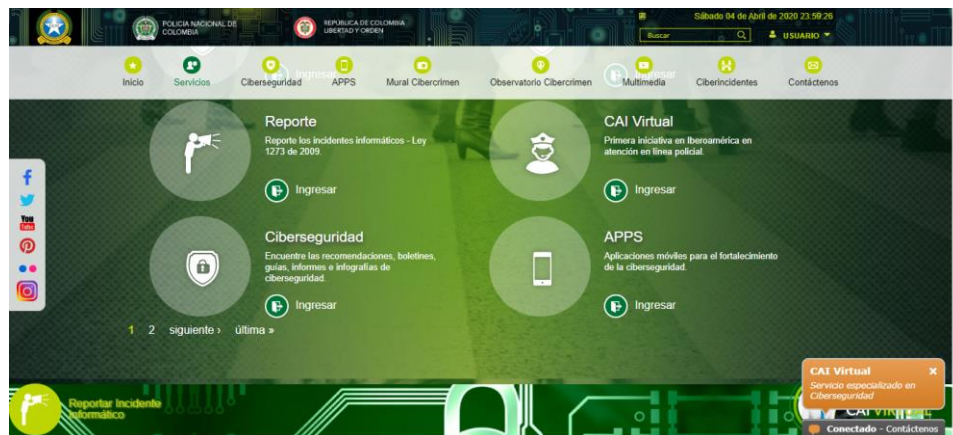 POLICÍA NACIONAL DE
COLOMBIA
REPÚBLICA DE COLOMBIA
LIBERTAD Y ORDEN
Sábado 04 de Abril de 2020 23:59:26
Buscar
USUARIO
Inicio
Servicios
Ciberseguridad
APPS
Mural Cibercrimen
Observatorio Cibercrimen
Multimedia
Ciberincidentes
Contáctenos
Reporte
Reporte los incidentes informáticos - Ley
1273 de 2009.
Ingresar
CAI Virtual
Primera iniciativa en Iberoamérica en
atención en línea policial.
Ingresar
You
Tube
Ciberseguridad
Encuentre las recomendaciones, boletines,
guías, informes e infografías de
ciberseguridad.
Ingresar
APPS
Aplicaciones móviles para el fortalecimiento
de la ciberseguridad.
Ingresar
1 2 siguiente › última »
CAI Virtual ×
Servicio especializado en
Ciberseguridad
Reportar Incidente
Informático
Conectado - Contáctenos